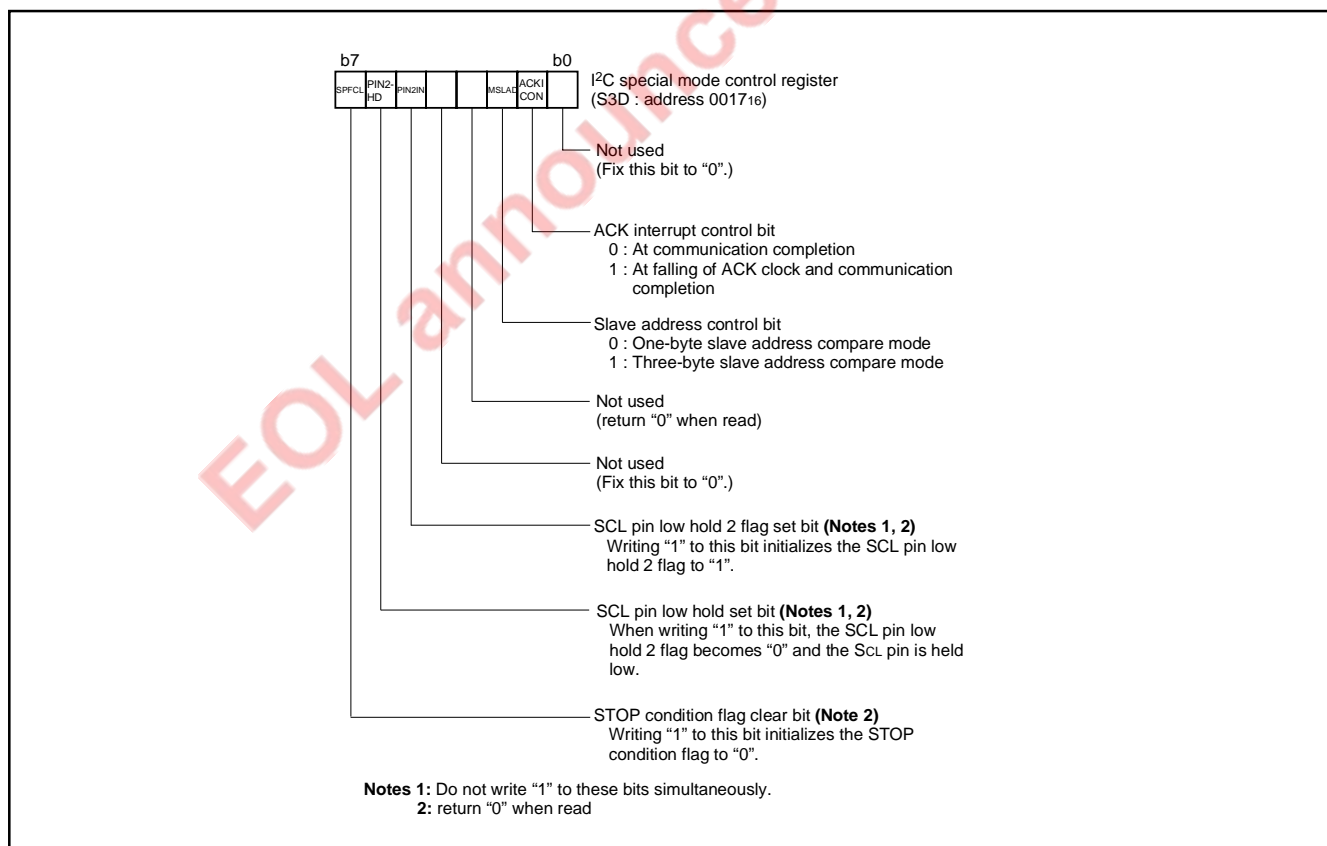 b7 b0
SPFCL PIN2-HD PIN2IN MSLAD ACKI CON
I2C special mode control register
(S3D : address 001716)
Not used
(Fix this bit to “0”.)
ACK interrupt control bit
0 : At communication completion
1 : At falling of ACK clock and communication
completion
Slave address control bit
0 : One-byte slave address compare mode
1 : Three-byte slave address compare mode
Not used
(return “0” when read)
Not used
(Fix this bit to “0”.)
SCL pin low hold 2 flag set bit (Notes 1, 2)
Writing “1” to this bit initializes the SCL pin low
hold 2 flag to “1”.
SCL pin low hold set bit (Notes 1, 2)
When writing “1” to this bit, the SCL pin low
hold 2 flag becomes “0” and the SCL pin is held
low.
STOP condition flag clear bit (Note 2)
Writing “1” to this bit initializes the STOP
condition flag to “0”.
Notes 1: Do not write “1” to these bits simultaneously.
2: return “0” when read
EOL announce